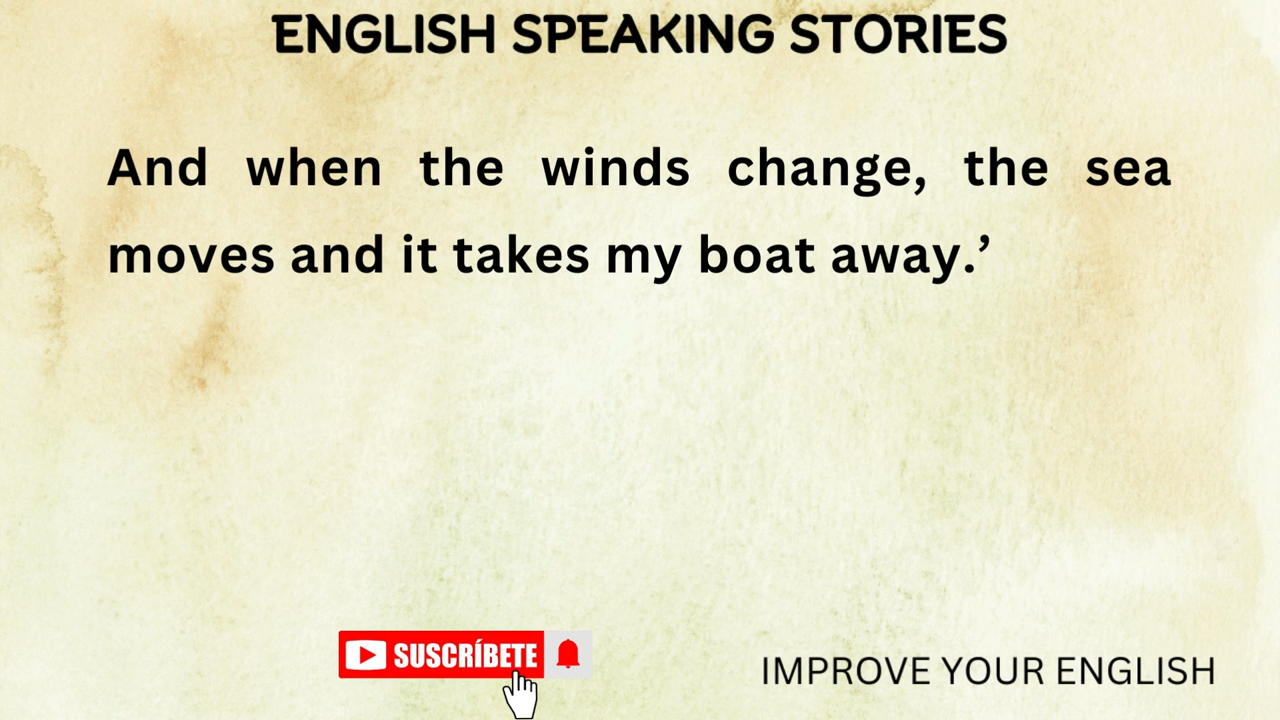 ENGLISH SPEAKING STORIES
And when the winds change, the sea
moves and it takes my boat away.’
SUSCRÍBETE
IMPROVE YOUR ENGLISH